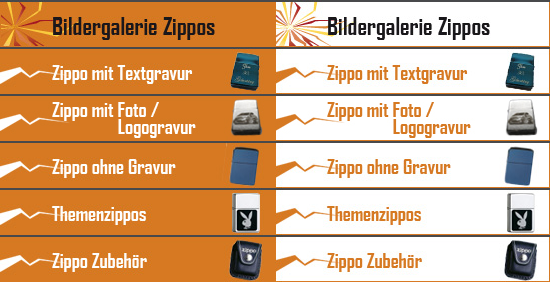 Bildergalerie Zippos
Zippo mit Textgravur
Zippo mit Foto /
Logogravur
Zippo ohne Gravur
Themenzippos
Zippo Zubehör
Bildergalerie Zippos
Zippo mit Textgravur
Zippo mit Foto /
Logogravur
Zippo ohne Gravur
Themenzippos
Zippo Zubehör